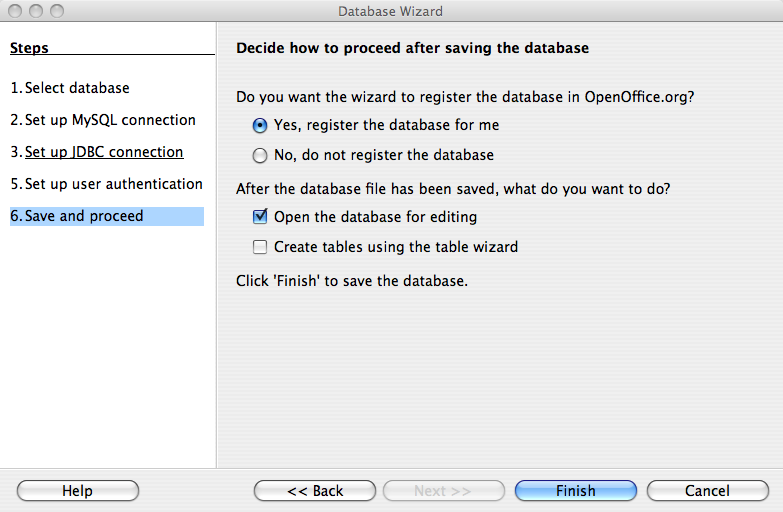 Database Wizard
Steps
1. Select database
2. Set up MySQL connection
3. Set up JDBC connection
5. Set up user authentication
6. Save and proceed
Decide how to proceed after saving the database
Do you want the wizard to register the database in OpenOffice.org?
Yes, register the database for me
No, do not register the database
After the database file has been saved, what do you want to do?
Open the database for editing
Create tables using the table wizard
Click 'Finish' to save the database.
Help
<< Back
Next >>
Finish
Cancel